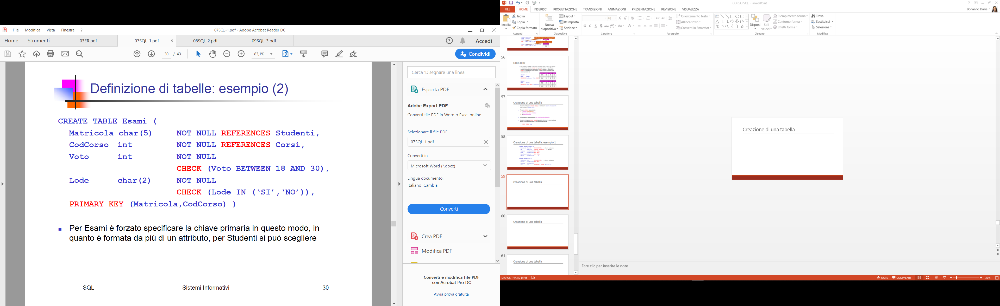 File Modifica Vista Finestra ?
07SQL-1.pdf - Adobe Acrobat Reader DC
Home Strumenti 03ER.pdf 07SQL-1.pdf × 08SQL-2.pdf 09SQL-3.pdf Accedi
30 / 43 83,1% Condividi
Definizione di tabelle: esempio (2)
CREATE TABLE Esami (
Matricola char(5) NOT NULL REFERENCES Studenti,
CodCorso int NOT NULL REFERENCES Corsi,
Voto int NOT NULL
CHECK (Voto BETWEEN 18 AND 30),
Lode char(2) NOT NULL
CHECK (Lode IN (‘SI’,‘NO’)),
PRIMARY KEY (Matricola,CodCorso) )
Per Esami è forzato specificare la chiave primaria in questo modo, in
quanto è formata da più di un attributo, per Studenti si può scegliere
SQL Sistemi Informativi 30
Cerca 'Disegnare una linea'
Esporta PDF
Adobe Export PDF
Converti file PDF in Word o Excel online
Selezionare il file PDF
07SQL-1.pdf
Converti in
Microsoft Word (*.docx)
Lingua documento:
Italiano Cambia
Converti
Crea PDF
Modifica PDF
Converti e modifica file PDF
con Acrobat Pro DC
Avvia prova gratuita
CORSO SQL - PowerPoint
FILE HOME INSERISCI PROGETTAZIONE TRANSIZIONI ANIMAZIONI PRESENTAZIONE REVISIONE VISUALIZZA
Bonanno Daria
Incolla
Taglia
Copia
Copia formato
Appunti
Nuova
diapositiva
Layout
Reimposta
Sezione
Diapositive
48
G C S S abc AV Aa A
Carattere
Orientamento testo
Allinea testo
Converti in SmartArt
Paragrafo
Disponi
Stili
veloci
Riempimento forma
Contorno forma
Effetti forma
Disegno
Trova
Sostituisci
Seleziona
Modifica
56
ORDER BY
57
Creazione di una tabella
58
Creazione di una tabella: esempio 1
59
Creazione di una tabella
60
Creazione di una tabella
61
Creazione di una tabella
Creazione di una tabella
Fare clic per inserire le note
DIAPOSITIVA 59 DI 65
NOTE COMMENTI 33%